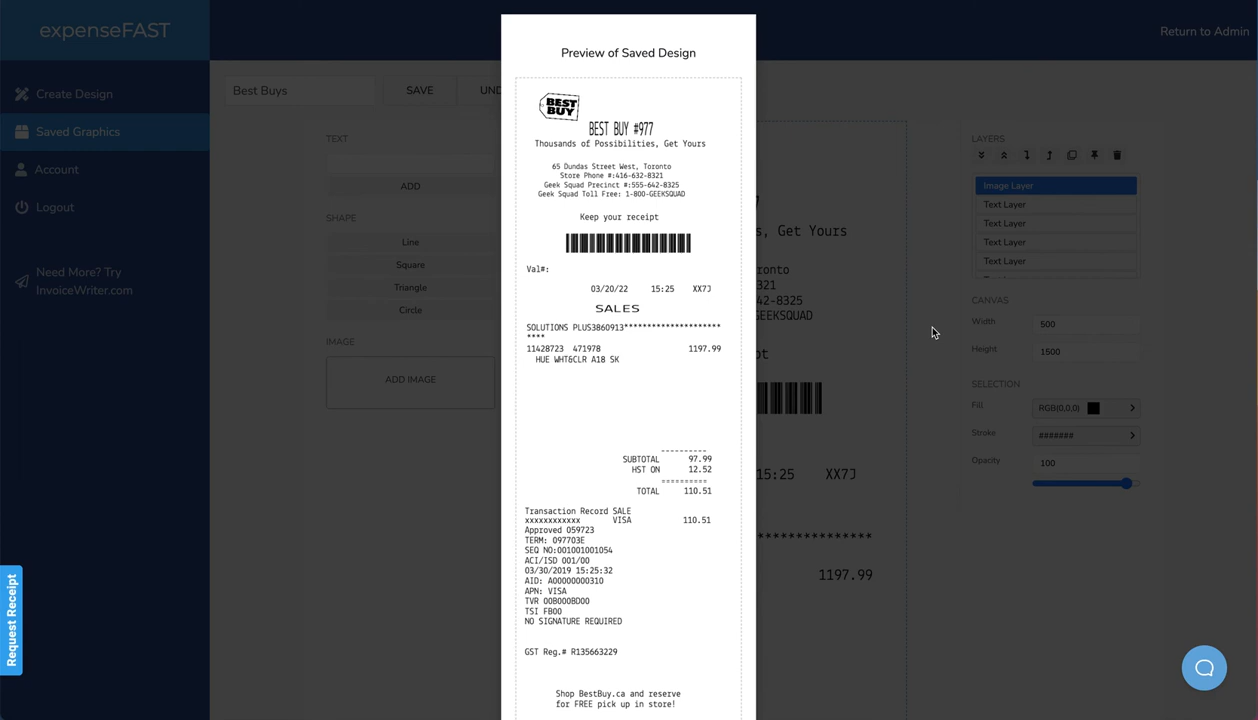 expenseFAST
Return to Admin
Create Design
Saved Graphics
Account
Logout
Need More? Try
InvoiceWriter.com
Request Receipt
Best Buys
SAVE
UND
TEXT
ADD
SHAPE
Line
Square
Triangle
Circle
IMAGE
ADD IMAGE
Preview of Saved Design
BEST
BUY
BEST BUY #977
Thousands of Possibilities, Get Yours
65 Dundas Street West, Toronto
Store Phone #:416-632-8321
Geek Squad Precinct #:555-642-8325
Geek Squad Toll Free: 1-800-GEEKSQUAD
Keep your receipt
Val#:
03/20/22 15:25 XX7J
SALES
SOLUTIONS PLUS3860913*********************
****
11428723 471978 1197.99
HUE WHT&CLR A18 SK
----------
SUBTOTAL 97.99
HST ON 12.52
==========
TOTAL 110.51
Transaction Record SALE
xxxxxxxxxxxx VISA 110.51
Approved 059723
TERM: 097703E
SEQ NO:001001001054
ACI/ISD 001/00
03/30/2019 15:25:32
AID: A00000000310
APN: VISA
TVR 00B000BD00
TSI FB00
NO SIGNATURE REQUIRED
GST Reg.# R135663229
Shop BestBuy.ca and reserve
for FREE pick up in store!
7
s, Get Yours
ronto
321
42-8325
GEEKSQUAD
pt
15:25 XX7J
***************
1197.99
LAYERS
Image Layer
Text Layer
Text Layer
Text Layer
Text Layer
CANVAS
Width 500
Height 1500
SELECTION
Fill RGB(0,0,0)
Stroke #######
Opacity 100